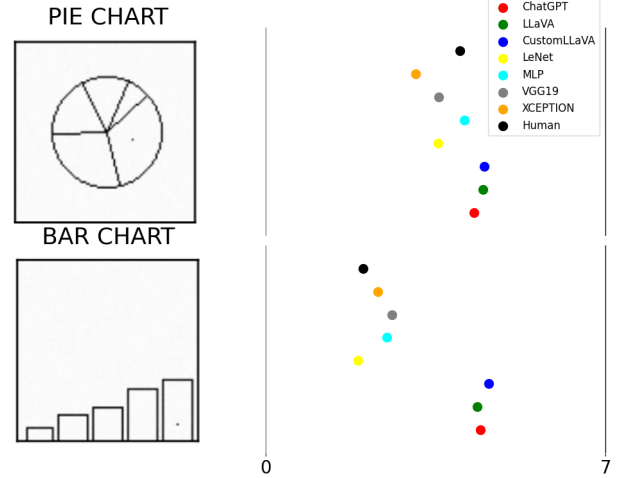 PIE CHART
ChatGPT
LLaVA
CustomLLaVA
LeNet
MLP
VGG19
XCEPTION
Human
BAR CHART
0
7